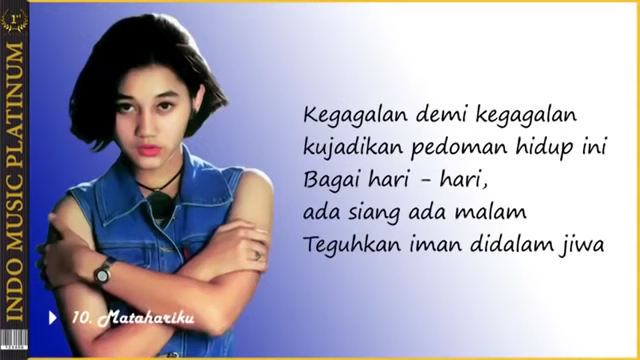 1st
INDO MUSIC PLATINUM
Kegagalan demi kegagalan
kujadikan pedoman hidup ini
Bagai hari - hari,
ada siang ada malam
Teguhkan iman didalam jiwa
10. Matahariku